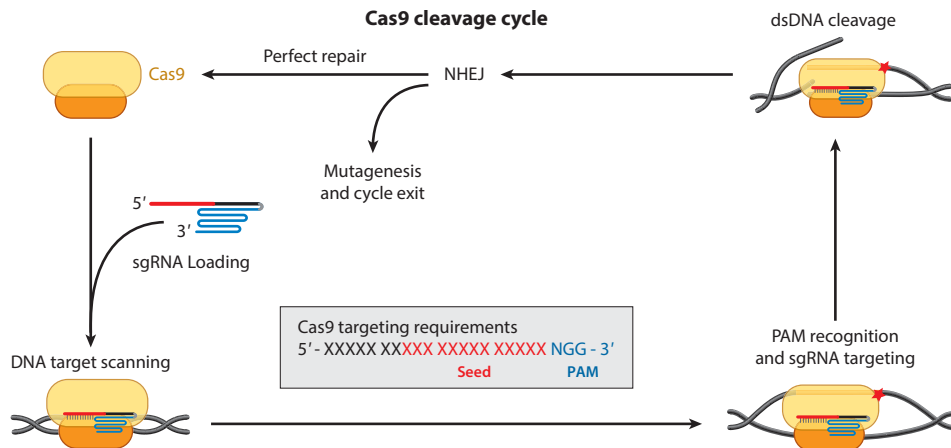 Cas9 cleavage cycle
dsDNA cleavage
Perfect repair
Cas9
NHEJ
Mutagenesis
and cycle exit
5′
3′
sgRNA Loading
Cas9 targeting requirements
5′ - XXXXX XXXXX XXXXX XXXXX NGG - 3′
Seed
PAM
DNA target scanning
PAM recognition
and sgRNA targeting